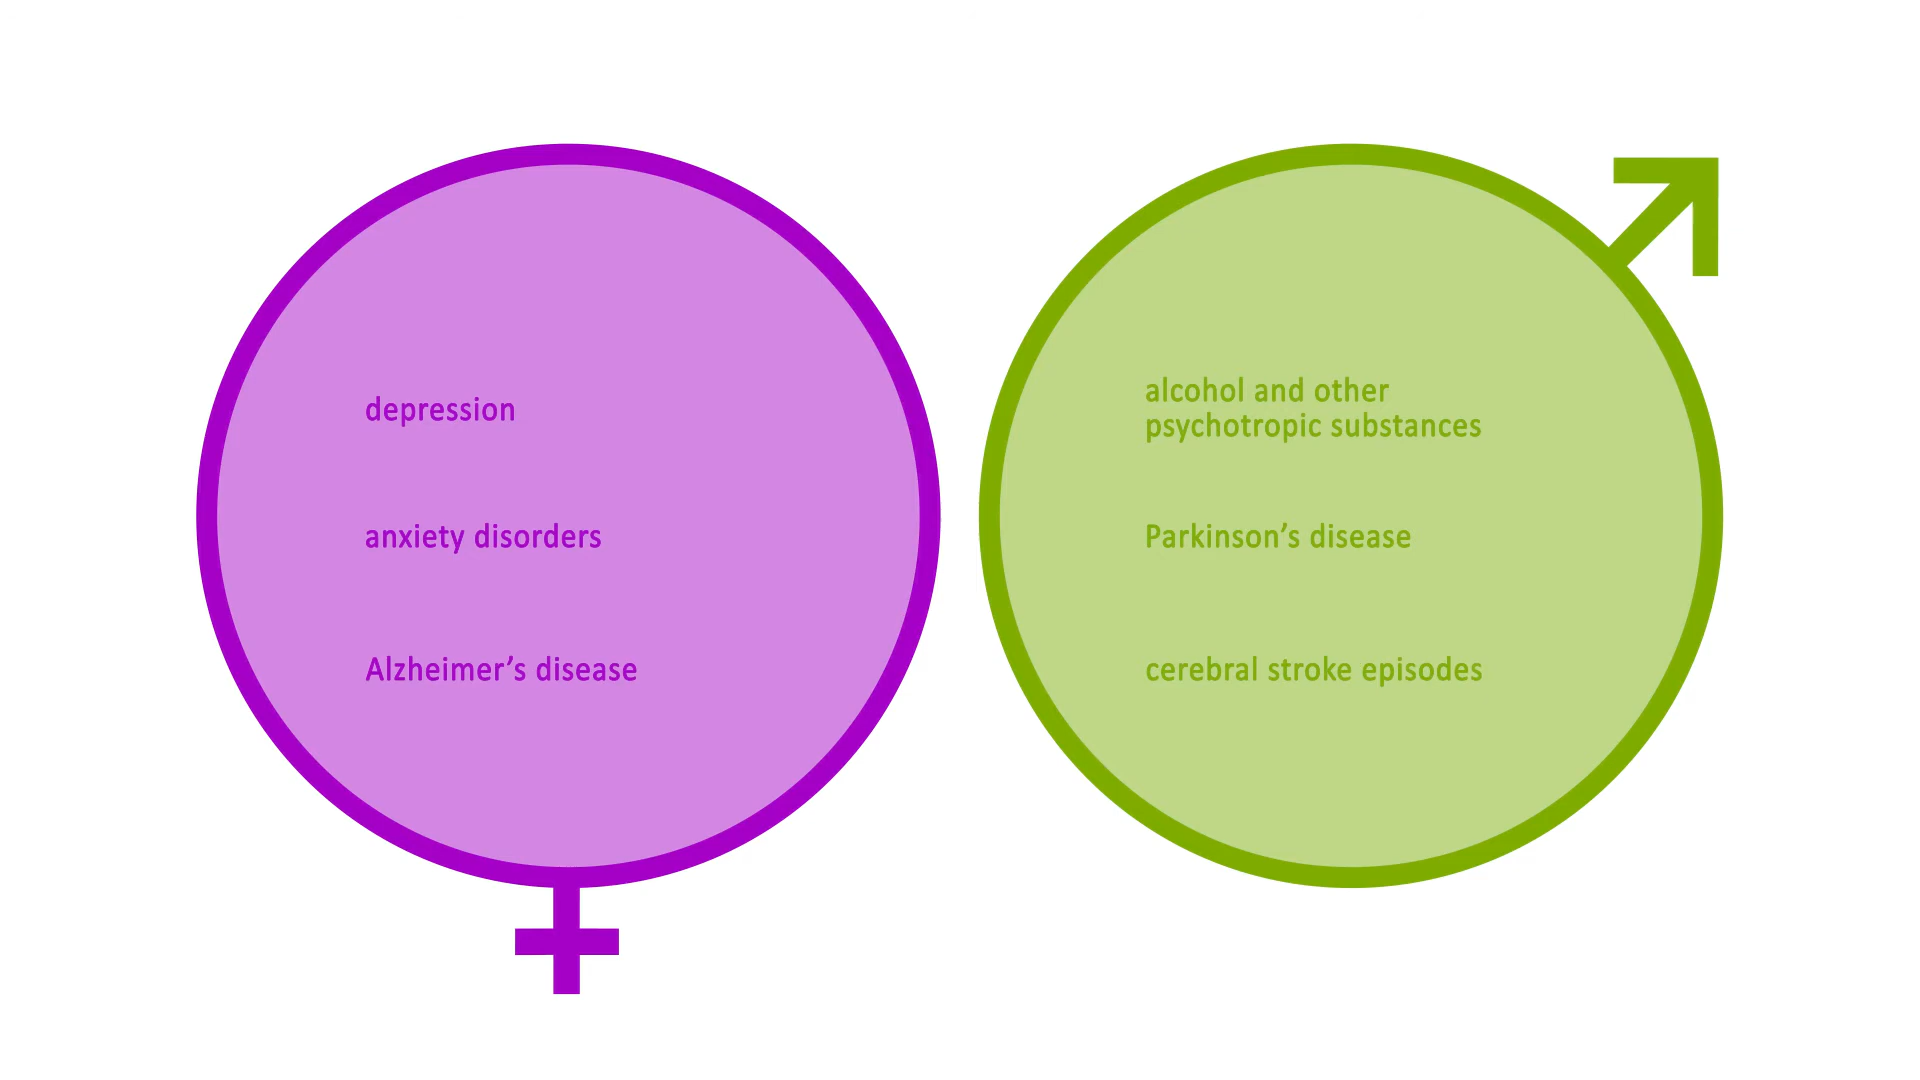 depression
anxiety disorders
Alzheimer’s disease
alcohol and other
psychotropic substances
Parkinson’s disease
cerebral stroke episodes